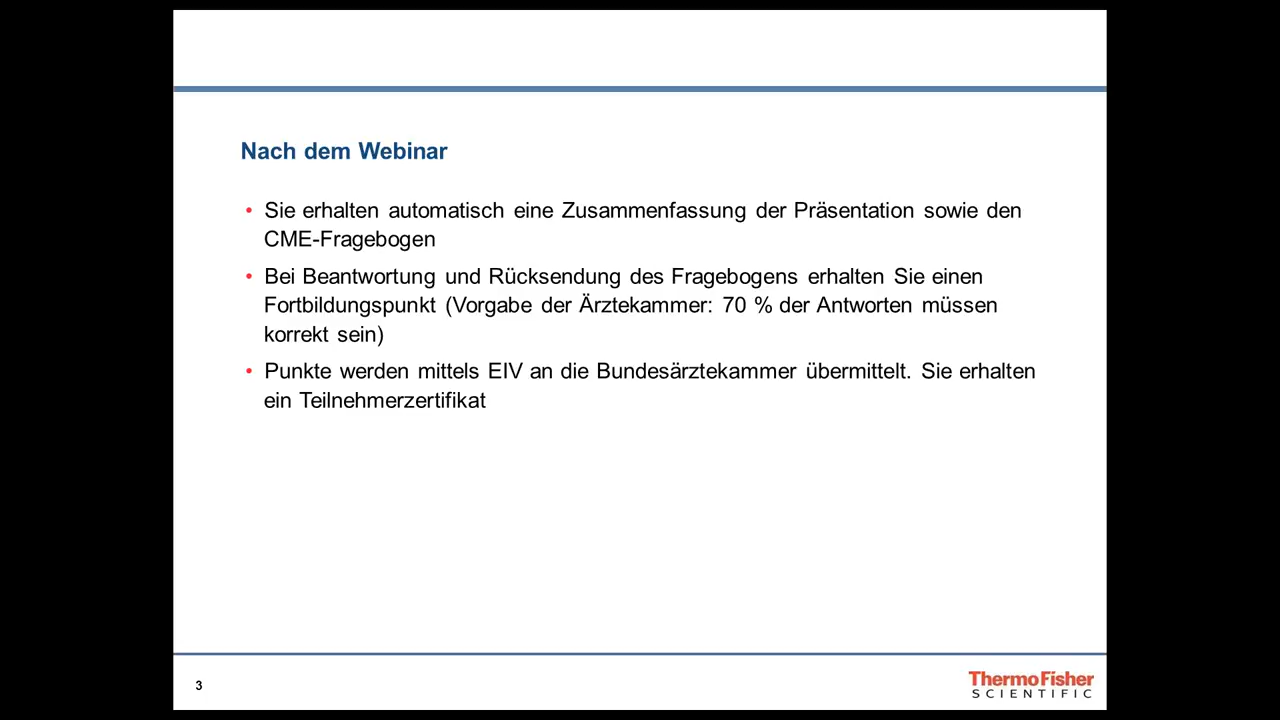 Nach dem Webinar
• Sie erhalten automatisch eine Zusammenfassung der Präsentation sowie den
CME-Fragebogen
• Bei Beantwortung und Rücksendung des Fragebogens erhalten Sie einen
Fortbildungspunkt (Vorgabe der Ärztekammer: 70 % der Antworten müssen
korrekt sein)
• Punkte werden mittels EIV an die Bundesärztekammer übermittelt. Sie erhalten
ein Teilnehmerzertifikat
3
ThermoFisher
SCIENTIFIC